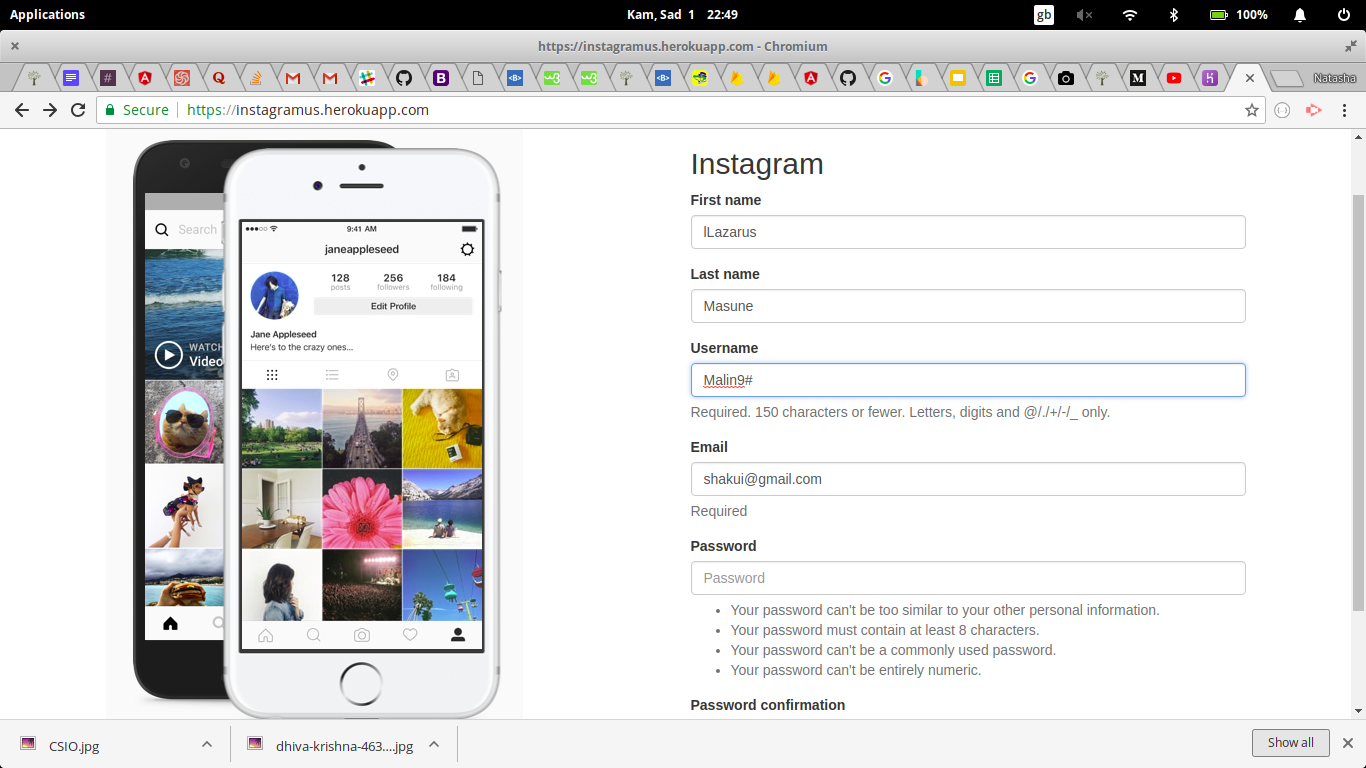 Applications
Kam, Sad 1 22:49
gb
100%
https://instagramus.herokuapp.com - Chromium
Natasha
Secure
https://instagramus.herokuapp.com
Search
WATCH
Video
9:41 AM
janeappleseed
128
posts
256
followers
184
following
Edit Profile
Jane Appleseed
Here's to the crazy ones...
Instagram
First name
lLazarus
Last name
Masune
Username
Malin9#
Required. 150 characters or fewer. Letters, digits and @/./+/-/_ only.
Email
shakui@gmail.com
Required
Password
Password
Your password can't be too similar to your other personal information.
Your password must contain at least 8 characters.
Your password can't be a commonly used password.
Your password can't be entirely numeric.
Password confirmation
CSIO.jpg
dhiva-krishna-463....jpg
Show all